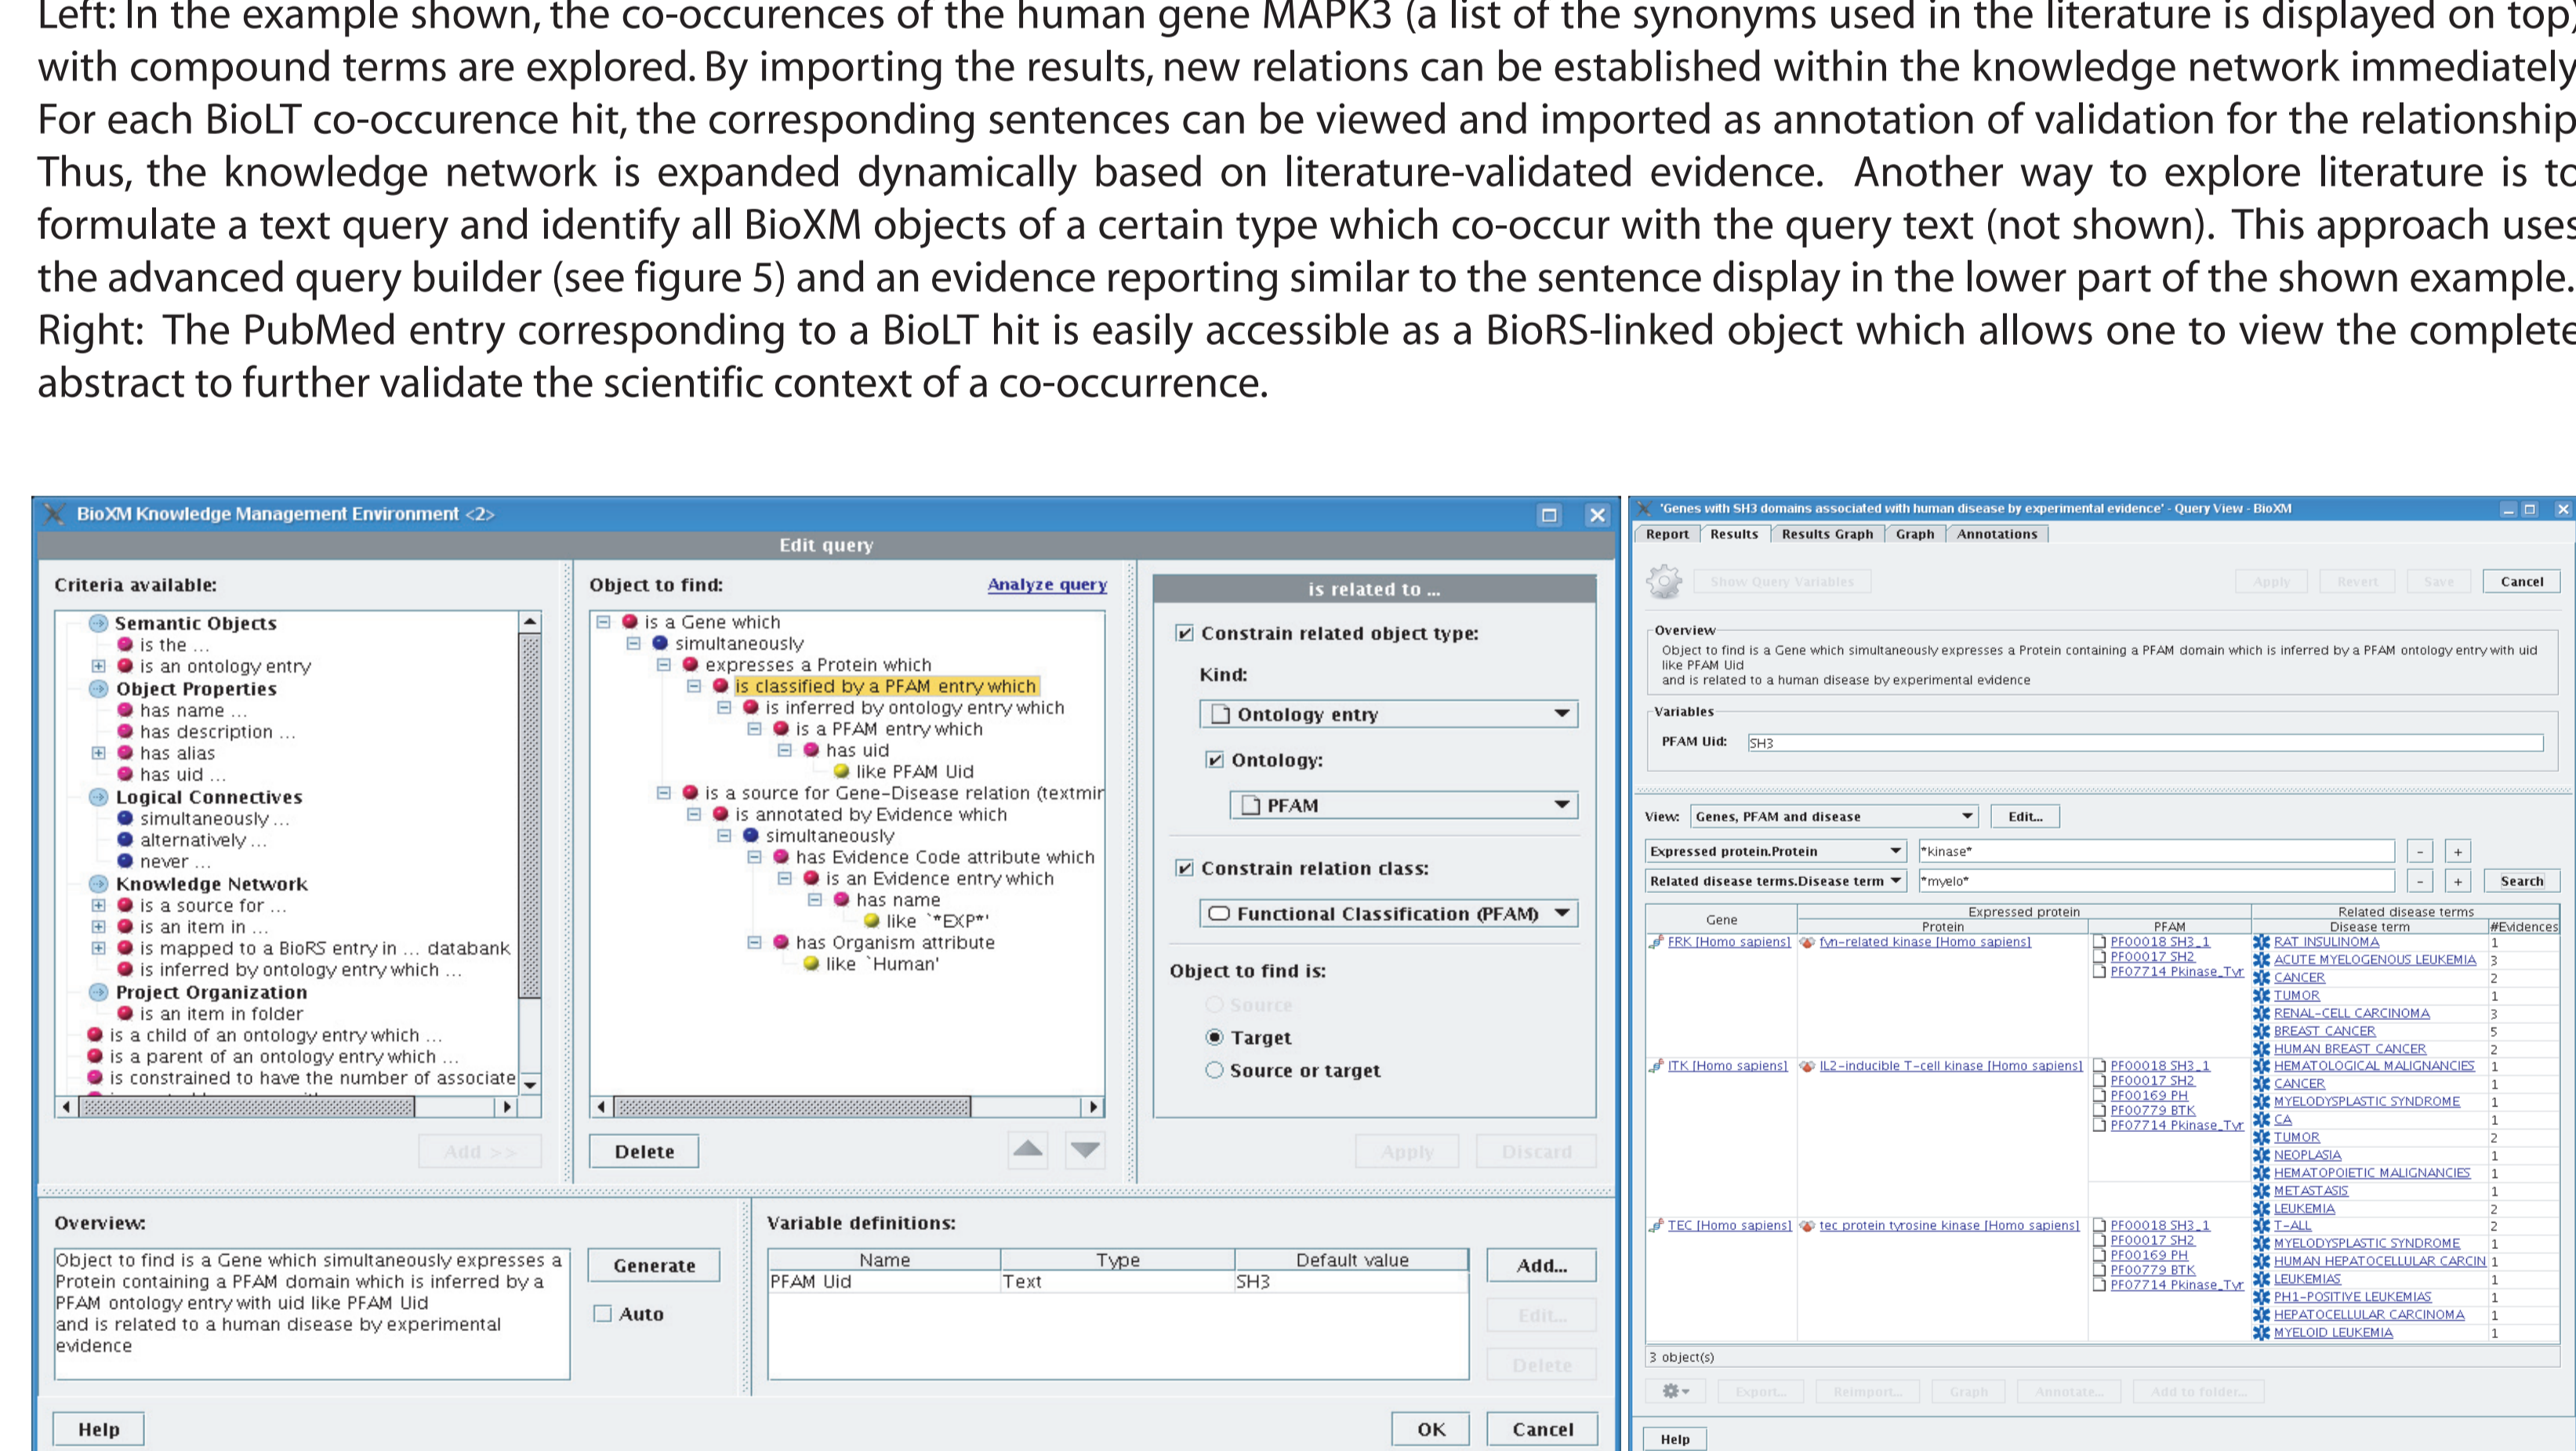 Left: In the example shown, the co-occurences of the human gene MAPK3 (a list of the synonyms used in the literature is displayed on top)
with compound terms are explored. By importing the results, new relations can be established within the knowledge network immediately
For each BioLT co-occurence hit, the corresponding sentences can be viewed and imported as annotation of validation for the relationship
Thus, the knowledge network is expanded dynamically based on literature-validated evidence. Another way to explore literature is to
formulate a text query and identify all BioXM objects of a certain type which co-occur with the query text (not shown). This approach uses
the advanced query builder (see figure 5) and an evidence reporting similar to the sentence display in the lower part of the shown example.
Right: The PubMed entry corresponding to a BioLT hit is easily accessible as a BioRS-linked object which allows one to view the complete
abstract to further validate the scientific context of a co-occurrence.
BioXM Knowledge Management Environment <2>
Edit query
Criteria available:
Semantic Objects
is the ...
is an ontology entry
Object Properties
has name ...
has description ...
has alias
has uid ...
Logical Connectives
simultaneously ...
alternatively ...
never ...
Knowledge Network
is a source for ...
is an item in ...
is mapped to a BioRS entry in ... databank
is inferred by ontology entry which ...
Project Organization
is an item in folder
is a child of an ontology entry which ...
is a parent of an ontology entry which ...
is constrained to have the number of associate
Add >>
Object to find:
Analyze query
is a Gene which
simultaneously
expresses a Protein which
is classified by a PFAM entry which
is inferred by ontology entry which
is a PFAM entry which
has uid
like PFAM Uid
is a source for Gene-Disease relation (textmir
is annotated by Evidence which
simultaneously
has Evidence Code attribute which
is an Evidence entry which
has name
like `*EXP*'
has Organism attribute
like `Human'
Delete
is related to ...
Constrain related object type:
Kind:
Ontology entry
Ontology:
PFAM
Constrain relation class:
Functional Classification (PFAM)
Object to find is:
Source
Target
Source or target
Apply Discard
Overview:
Object to find is a Gene which simultaneously expresses a
Protein containing a PFAM domain which is inferred by a
PFAM ontology entry with uid like PFAM Uid
and is related to a human disease by experimental
evidence
Generate
Auto
Variable definitions:
Name Type Default value
PFAM Uid Text SH3
Add...
Edit...
Delete
Help
OK Cancel
'Genes with SH3 domains associated with human disease by experimental evidence' - Query View - BioXM
Report Results Results Graph Graph Annotations
Show Query Variables Apply Revert Save Cancel
Overview
Object to find is a Gene which simultaneously expresses a Protein containing a PFAM domain which is inferred by a PFAM ontology entry with uid
like PFAM Uid
and is related to a human disease by experimental evidence
Variables
PFAM Uid: SH3
View: Genes, PFAM and disease Edit...
Expressed protein.Protein *kinase* - +
Related disease terms.Disease term *myelo* - + Search
Gene Expressed protein Related disease terms
Protein PFAM Disease term #Evidences
FRK [Homo sapiens] fyn-related kinase [Homo sapiens]
PF00018 SH3_1
PF00017 SH2
PF07714 Pkinase_Tyr
RAT INSULINOMA 1
ACUTE MYELOGENOUS LEUKEMIA 3
CANCER 2
TUMOR 1
RENAL-CELL CARCINOMA 3
BREAST CANCER 5
HUMAN BREAST CANCER 2
ITK [Homo sapiens] IL2-inducible T-cell kinase [Homo sapiens]
PF00018 SH3_1
PF00017 SH2
PF00169 PH
PF00779 BTK
PF07714 Pkinase_Tyr
HEMATOLOGICAL MALIGNANCIES 1
CANCER 1
MYELODYSPLASTIC SYNDROME 1
CA 1
TUMOR 2
NEOPLASIA 1
HEMATOPOIETIC MALIGNANCIES 1
METASTASIS 1
LEUKEMIA 2
TEC [Homo sapiens] tec protein tyrosine kinase [Homo sapiens]
PF00018 SH3_1
PF00017 SH2
PF00169 PH
PF00779 BTK
PF07714 Pkinase_Tyr
T-ALL 2
MYELODYSPLASTIC SYNDROME 1
HUMAN HEPATOCELLULAR CARCIN 1
LEUKEMIAS 1
PH1-POSITIVE LEUKEMIAS 1
HEPATOCELLULAR CARCINOMA 1
MYELOID LEUKEMIA 1
3 object(s)
Export... Reimport... Graph Annotate... Add to folder...
Help